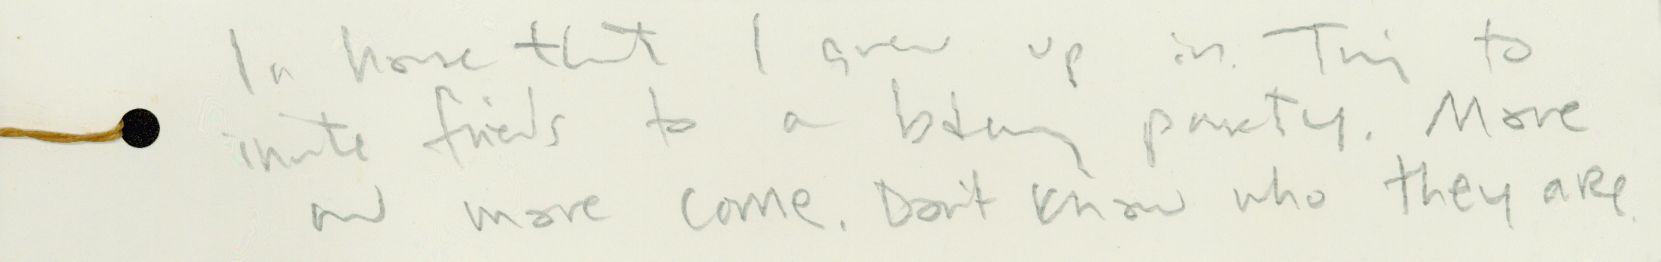 In house that I grew up in. Trying to
invite friends to a bday party. More
and more come. Don't know who they are.